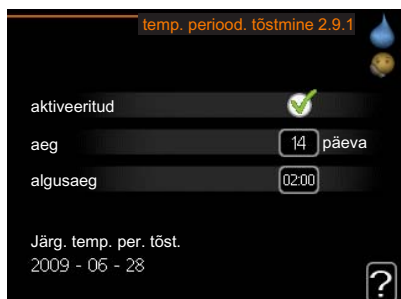 temp. periood. tõstmine 2.9.1
aktiveeritud
aeg 14 päeva
algusaeg 02:00
Järg. temp. per. tõst.
2009 - 06 - 28
?